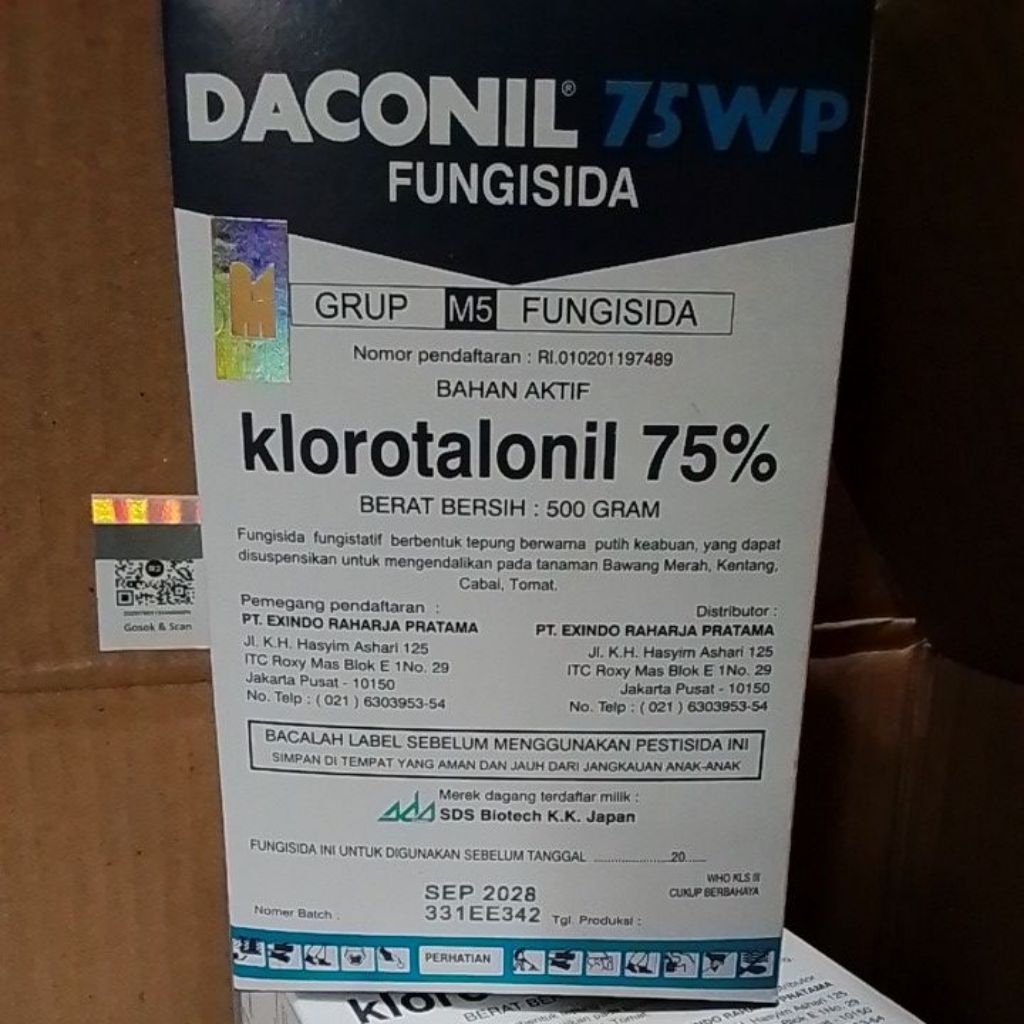 DACONIL® 75 WP
FUNGISIDA
GRUP M5 FUNGISIDA
Nomor pendaftaran : RI.010201197489
BAHAN AKTIF
klorotalonil 75%
BERAT BERSIH : 500 GRAM
Fungisida fungistatif berbentuk tepung berwarna putih keabuan, yang dapat
disuspensikan untuk mengendalikan pada tanaman Bawang Merah, Kentang,
Cabai, Tomat.
Pemegang pendaftaran :
PT. EXINDO RAHARJA PRATAMA
Jl. K.H. Hasyim Ashari 125
ITC Roxy Mas Blok E 1No. 29
Jakarta Pusat - 10150
No. Telp : ( 021 ) 6303953-54
Distributor :
PT. EXINDO RAHARJA PRATAMA
Jl. K.H. Hasyim Ashari 125
ITC Roxy Mas Blok E 1No. 29
Jakarta Pusat - 10150
No. Telp : ( 021 ) 6303953-54
Gosok & Scan
BACALAH LABEL SEBELUM MENGGUNAKAN PESTISIDA INI
SIMPAN DI TEMPAT YANG AMAN DAN JAUH DARI JANGKAUAN ANAK-ANAK
Merek dagang terdaftar milik :
SDS Biotech K.K. Japan
FUNGISIDA INI UNTUK DIGUNAKAN SEBELUM TANGGAL ......................20......
WHO KLS III
CUKUP BERBAHAYA
SEP 2028
Nomer Batch : 331EE342 Tgl. Produksi :
PERHATIAN